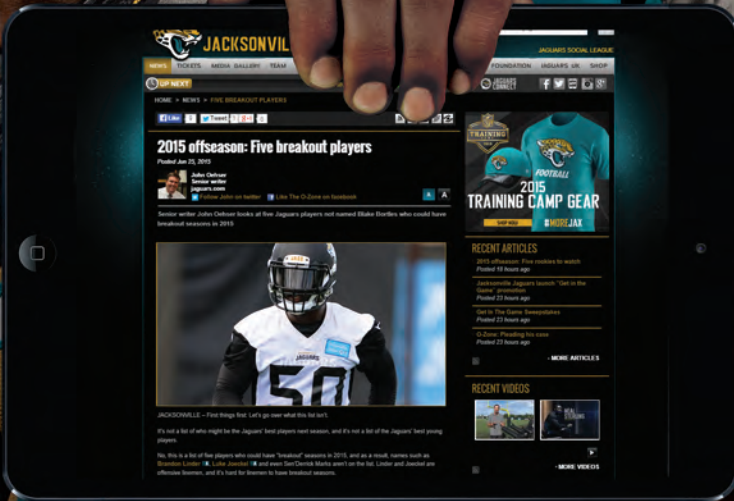 JACKSONVIL
JAGUARS SOCIAL LEAGUE
NEWS TICKETS MEDIA GALLERY TEAM
FOUNDATION JAGUARS UK SHOP
UP NEXT
JAGUARS
CONNECT
HOME > NEWS > FIVE BREAKOUT PLAYERS
Like Tweet
2015 offseason: Five breakout players
Posted Jun 25, 2015
John Oehser
Senior writer
jaguars.com
Follow John on twitter Like The O-Zone on facebook
A A
Senior writer John Oehser looks at five Jaguars players not named Blake Bortles who could have
breakout seasons in 2015
JAGUARS
50
JACKSONVILLE – First things first: Let's go over what this list isn't.
It's not a list of who might be the Jaguars' best players next season, and it's not a list of the Jaguars' best young
players.
No, this is a list of five players who could have "breakout" seasons in 2015, and as a result, names such as
Brandon Linder, Luke Joeckel and even Sen'Derrick Marks aren't on the list. Linder and Joeckel are
offensive linemen, and it's hard for linemen to have breakout seasons.
TRAINING
FOOTBALL
2015
TRAINING CAMP GEAR
SHOP NOW
#MOREJAX
RECENT ARTICLES
2015 offseason: Five rookies to watch
Posted 19 hours ago
Jacksonville Jaguars launch "Get in the
Game" promotion
Posted 23 hours ago
Get In The Game Sweepstakes
Posted 23 hours ago
O-Zone: Pleading his case
Posted 23 hours ago
- MORE ARTICLES
RECENT VIDEOS
- MORE VIDEOS